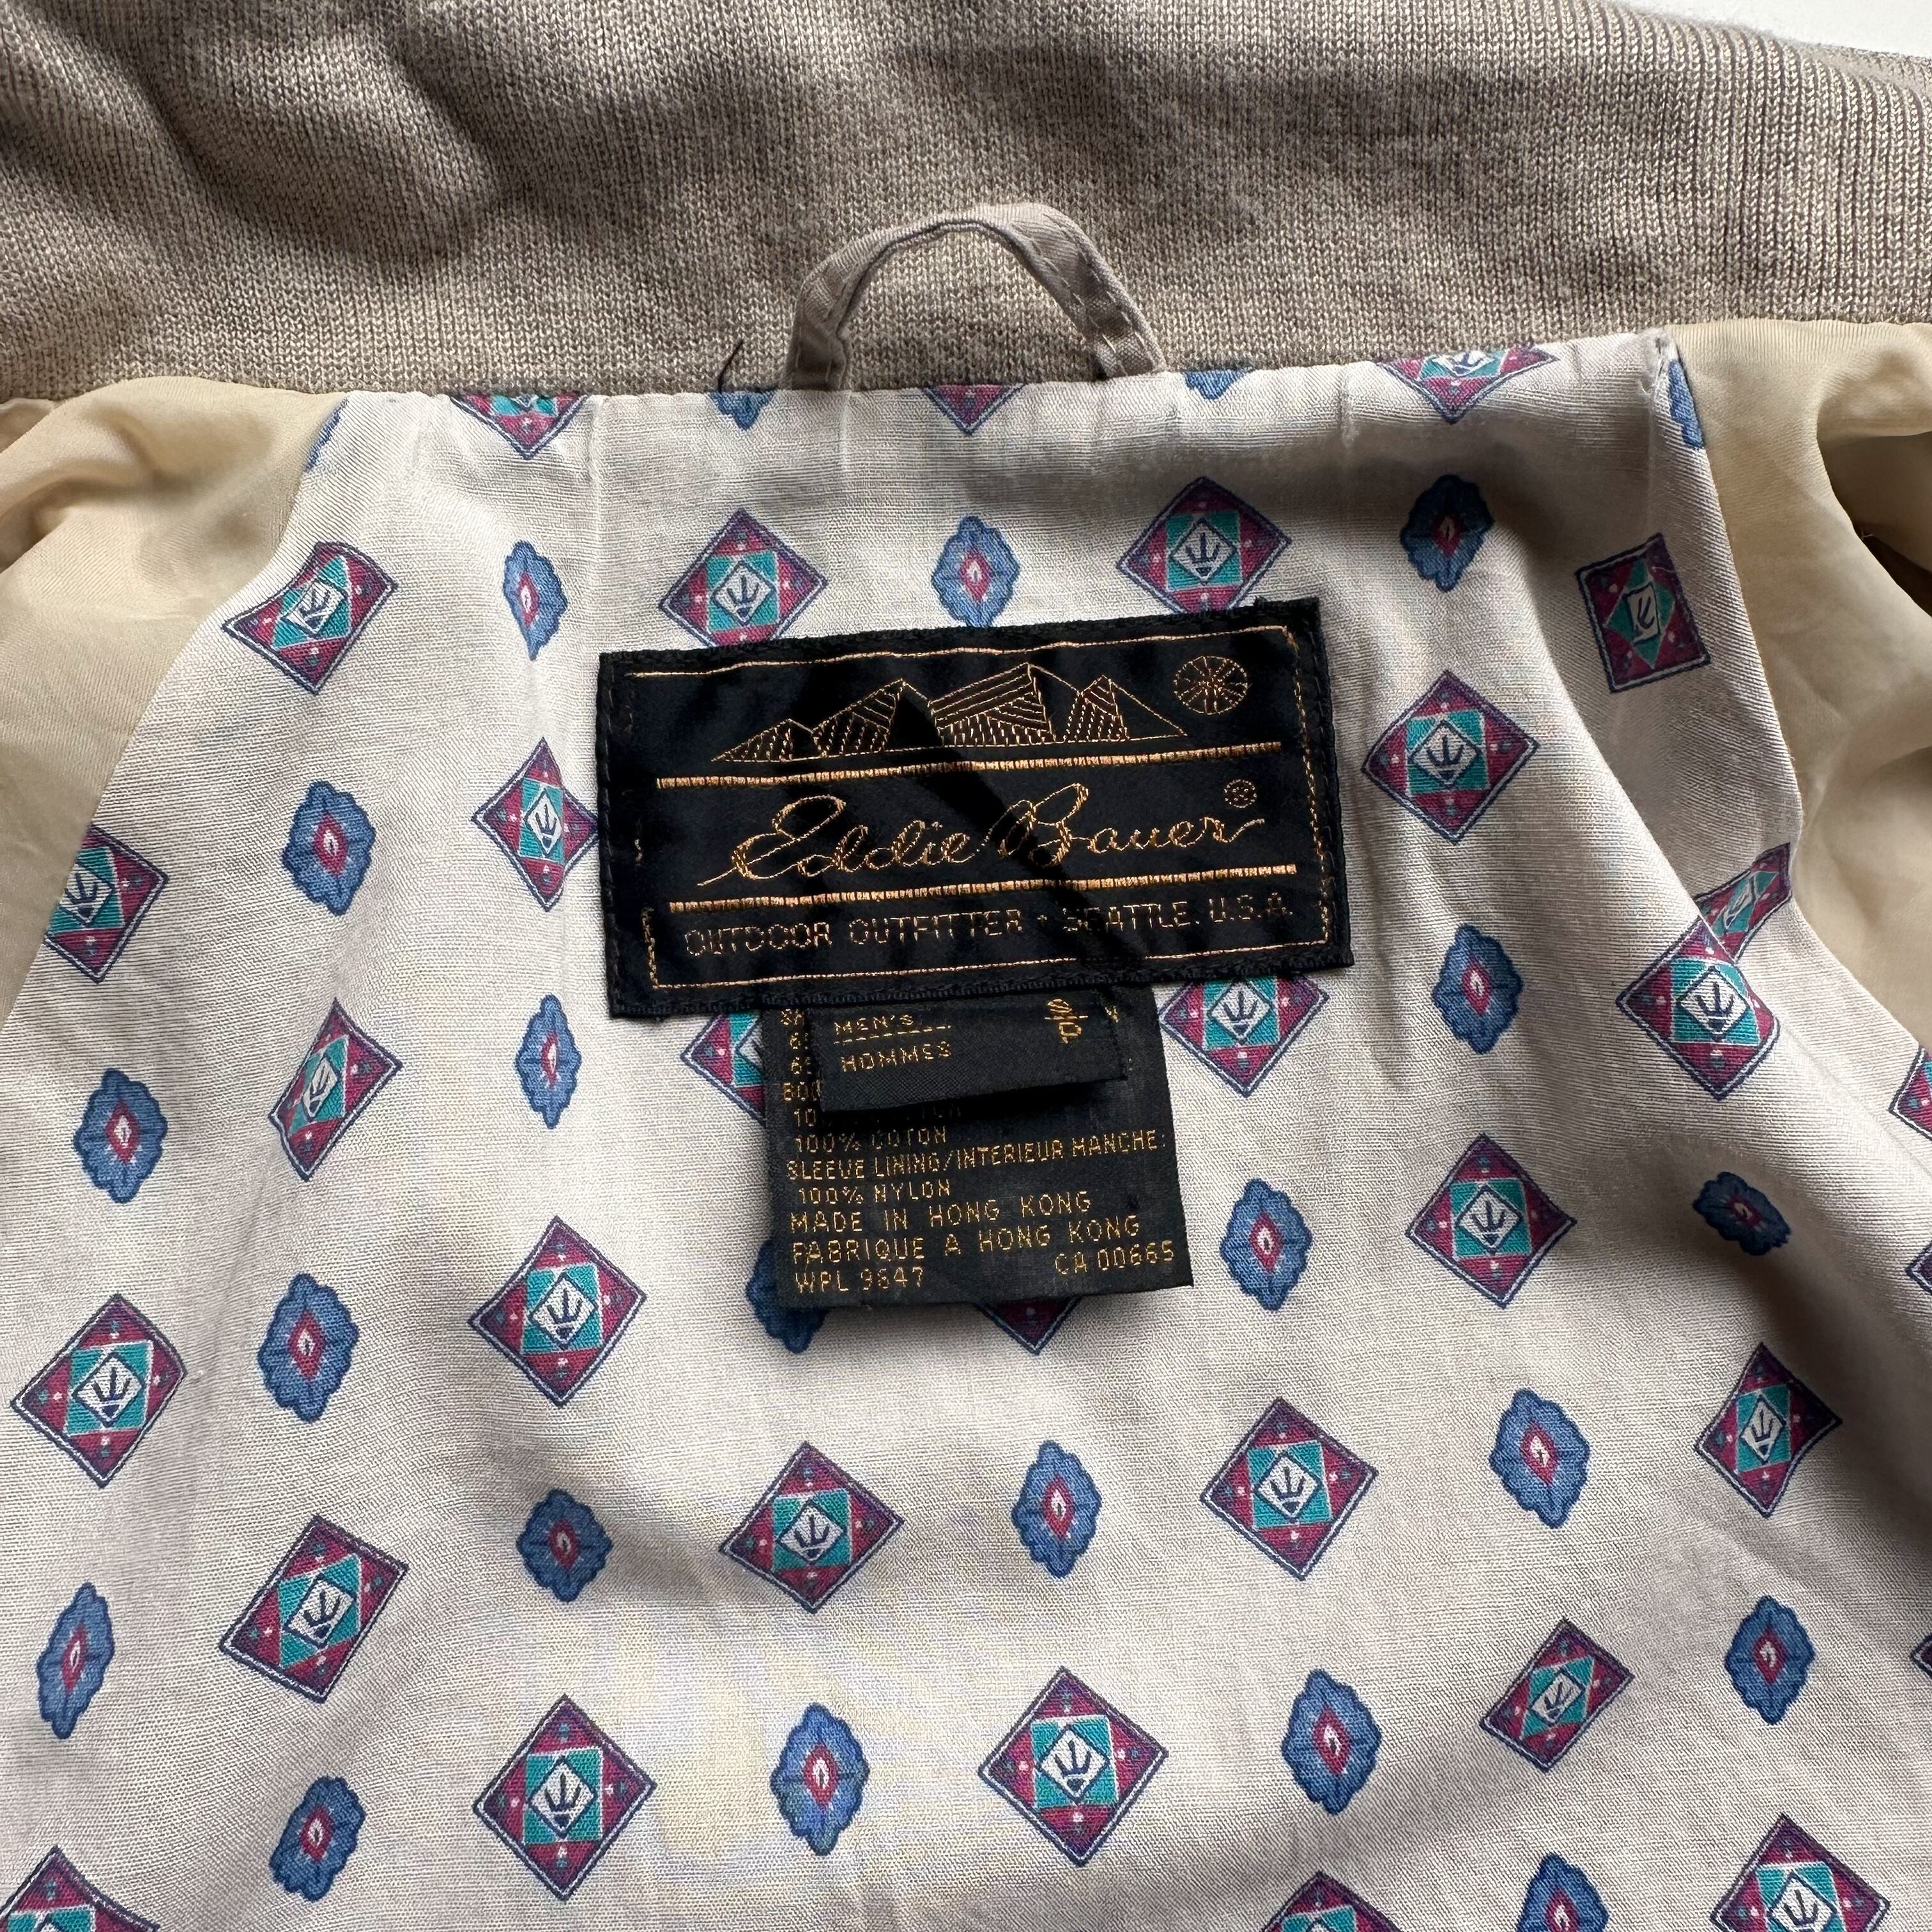 Eddie Bauer®
OUTDOOR OUTFITTER • SEATTLE, U.S.A.
MEN'S S/P
HOMMES
100% COTON
SLEEVE LINING/INTERIEUR MANCHE:
100% NYLON
MADE IN HONG KONG
FABRIQUE A HONG KONG
WPL 9647 CA 00665